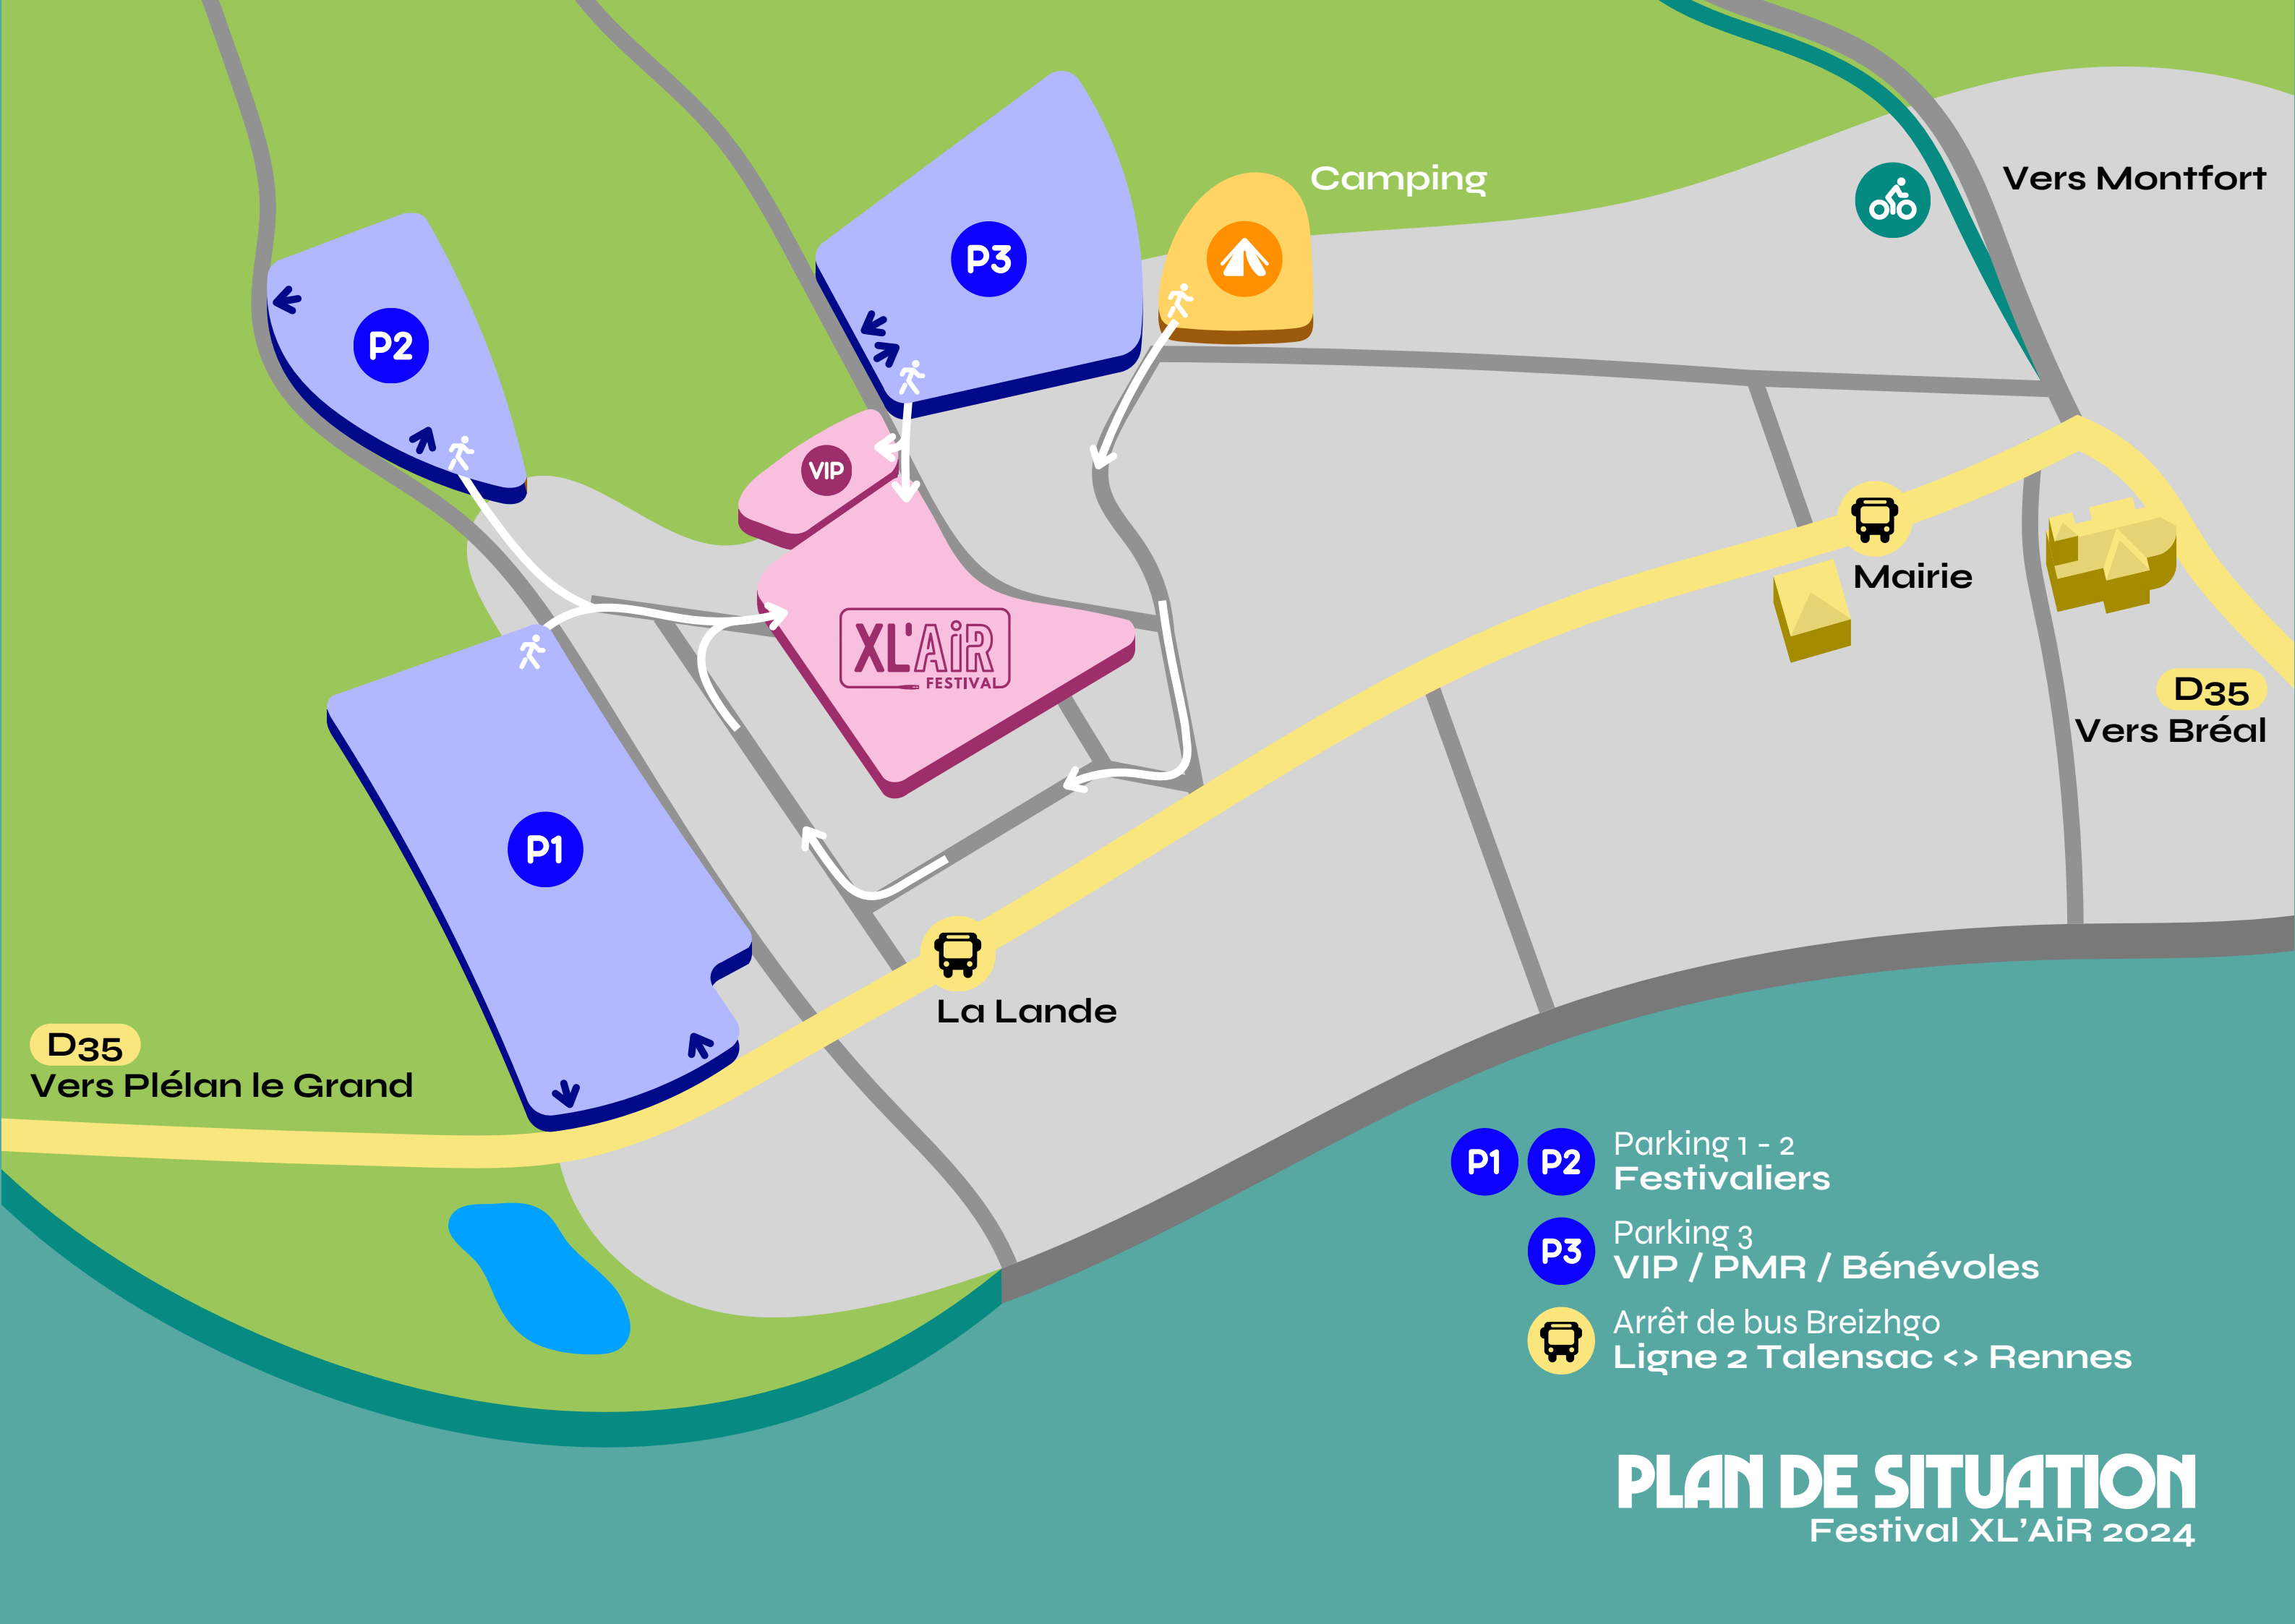 Camping
Vers Montfort
P3
P2
VIP
XL'AiR
FESTIVAL
Mairie
D35
Vers Bréal
P1
La Lande
D35
Vers Plélan le Grand
P1 P2 Parking 1 - 2
Festivaliers
P3 Parking 3
VIP / PMR / Bénévoles
Arrêt de bus Breizhgo
Ligne 2 Talensac <> Rennes
PLAN DE SITUATION
Festival XL’AiR 2024